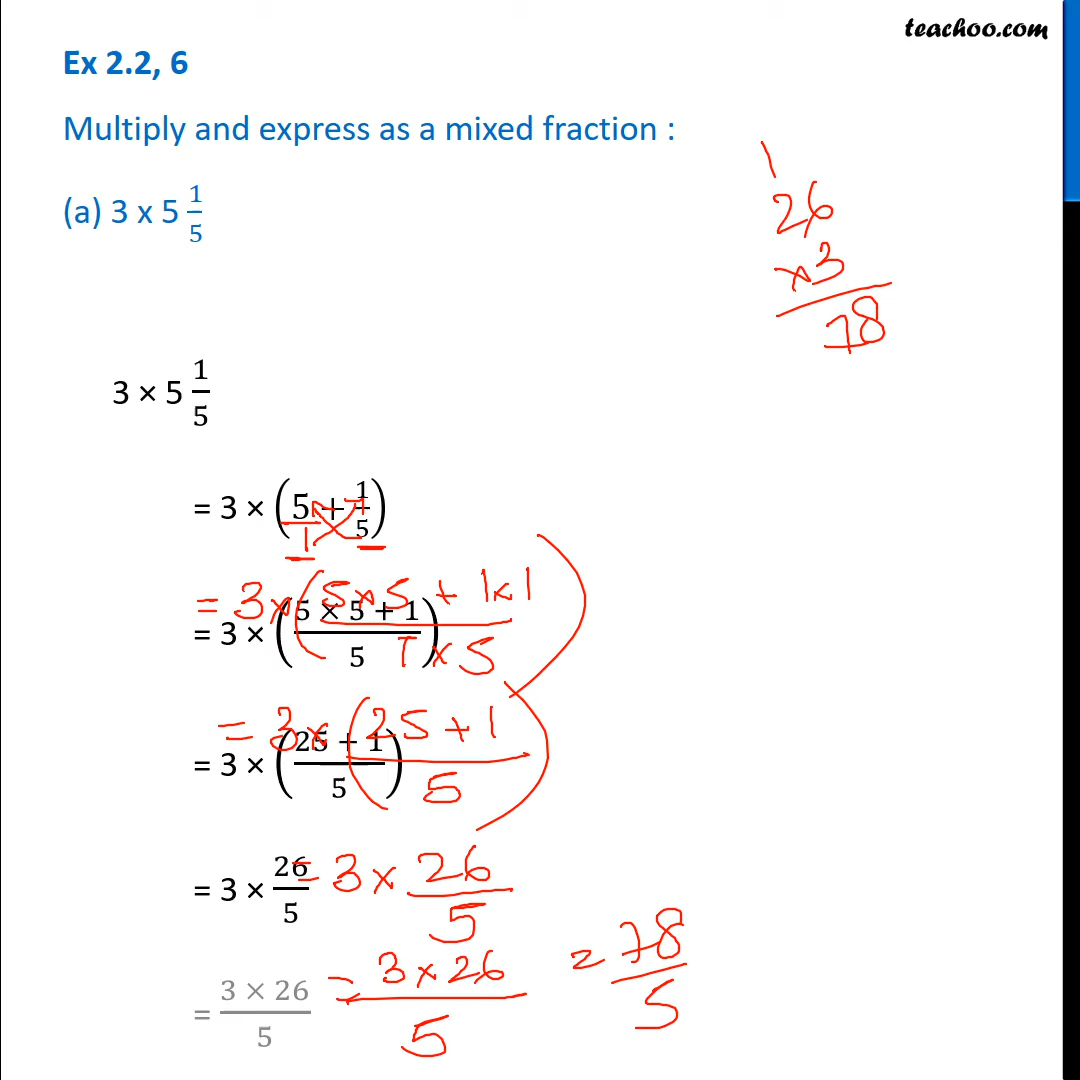 teachoo.com
Ex 2.2, 6
Multiply and express as a mixed fraction :
(a) 3 x 5 1/5
1
26
×3
78
3 × 5 1/5
= 3 × (5 + 1/5)
1
= 3 × (5 × 5 + 1 × 1 / 1 × 5)
= 3 × (5 × 5 + 1 / 5)
= 3 × (25 + 1 / 5)
= 3 × (25 + 1 / 5)
= 3 × 26/5
= 3 × 26/5
= 3 × 26 / 5
= 3 × 26 / 5
= 78/5